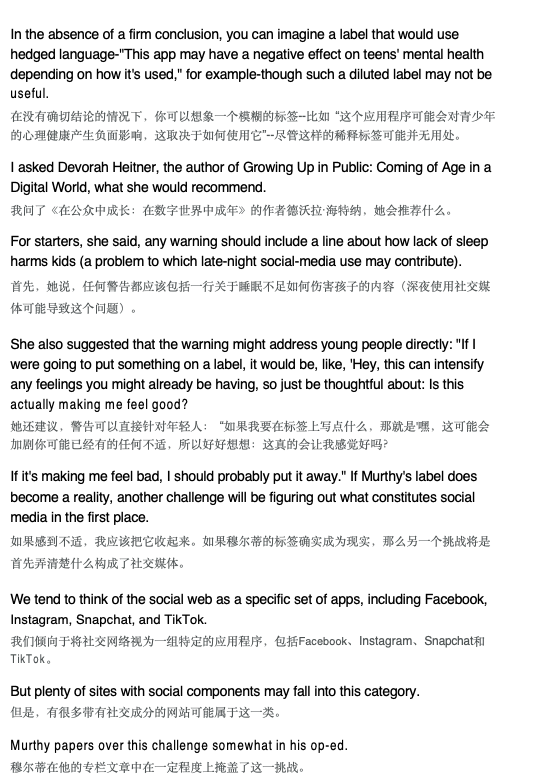 In the absence of a firm conclusion, you can imagine a label that would use
hedged language-"This app may have a negative effect on teens' mental health
depending on how it's used," for example-though such a diluted label may not be
useful.
在没有确切结论的情况下，你可以想象一个模糊的标签--比如 “这个应用程序可能会对青少年
的心理健康产生负面影响，这取决于如何使用它”--尽管这样的稀释标签可能并无用处。
I asked Devorah Heitner, the author of Growing Up in Public: Coming of Age in a
Digital World, what she would recommend.
我问了《在公众中成长：在数字世界中成年》的作者德沃拉·海特纳，她会推荐什么。
For starters, she said, any warning should include a line about how lack of sleep
harms kids (a problem to which late-night social-media use may contribute).
首先，她说，任何警告都应该包括一行关于睡眠不足如何伤害孩子的内容（深夜使用社交媒
体可能导致这个问题）。
She also suggested that the warning might address young people directly: "If I
were going to put something on a label, it would be, like, 'Hey, this can intensify
any feelings you might already be having, so just be thoughtful about: Is this
actually making me feel good?
她还建议，警告可以直接针对年轻人： “如果我要在标签上写点什么，那就是'嘿，这可能会
加剧你可能已经有的任何不适，所以好好想想：这真的会让我感觉好吗?
If it's making me feel bad, I should probably put it away." If Murthy's label does
become a reality, another challenge will be figuring out what constitutes social
media in the first place.
如果感到不适，我应该把它收起来。如果穆尔蒂的标签确实成为现实，那么另一个挑战将是
首先弄清楚什么构成了社交媒体。
We tend to think of the social web as a specific set of apps, including Facebook,
Instagram, Snapchat, and TikTok.
我们倾向于将社交网络视为一组特定的应用程序，包括Facebook、Instagram、Snapchat和
TikTok。
But plenty of sites with social components may fall into this category.
但是，有很多带有社交成分的网站可能属于这一类。
Murthy papers over this challenge somewhat in his op-ed.
穆尔蒂在他的专栏文章中在一定程度上掩盖了这一挑战。